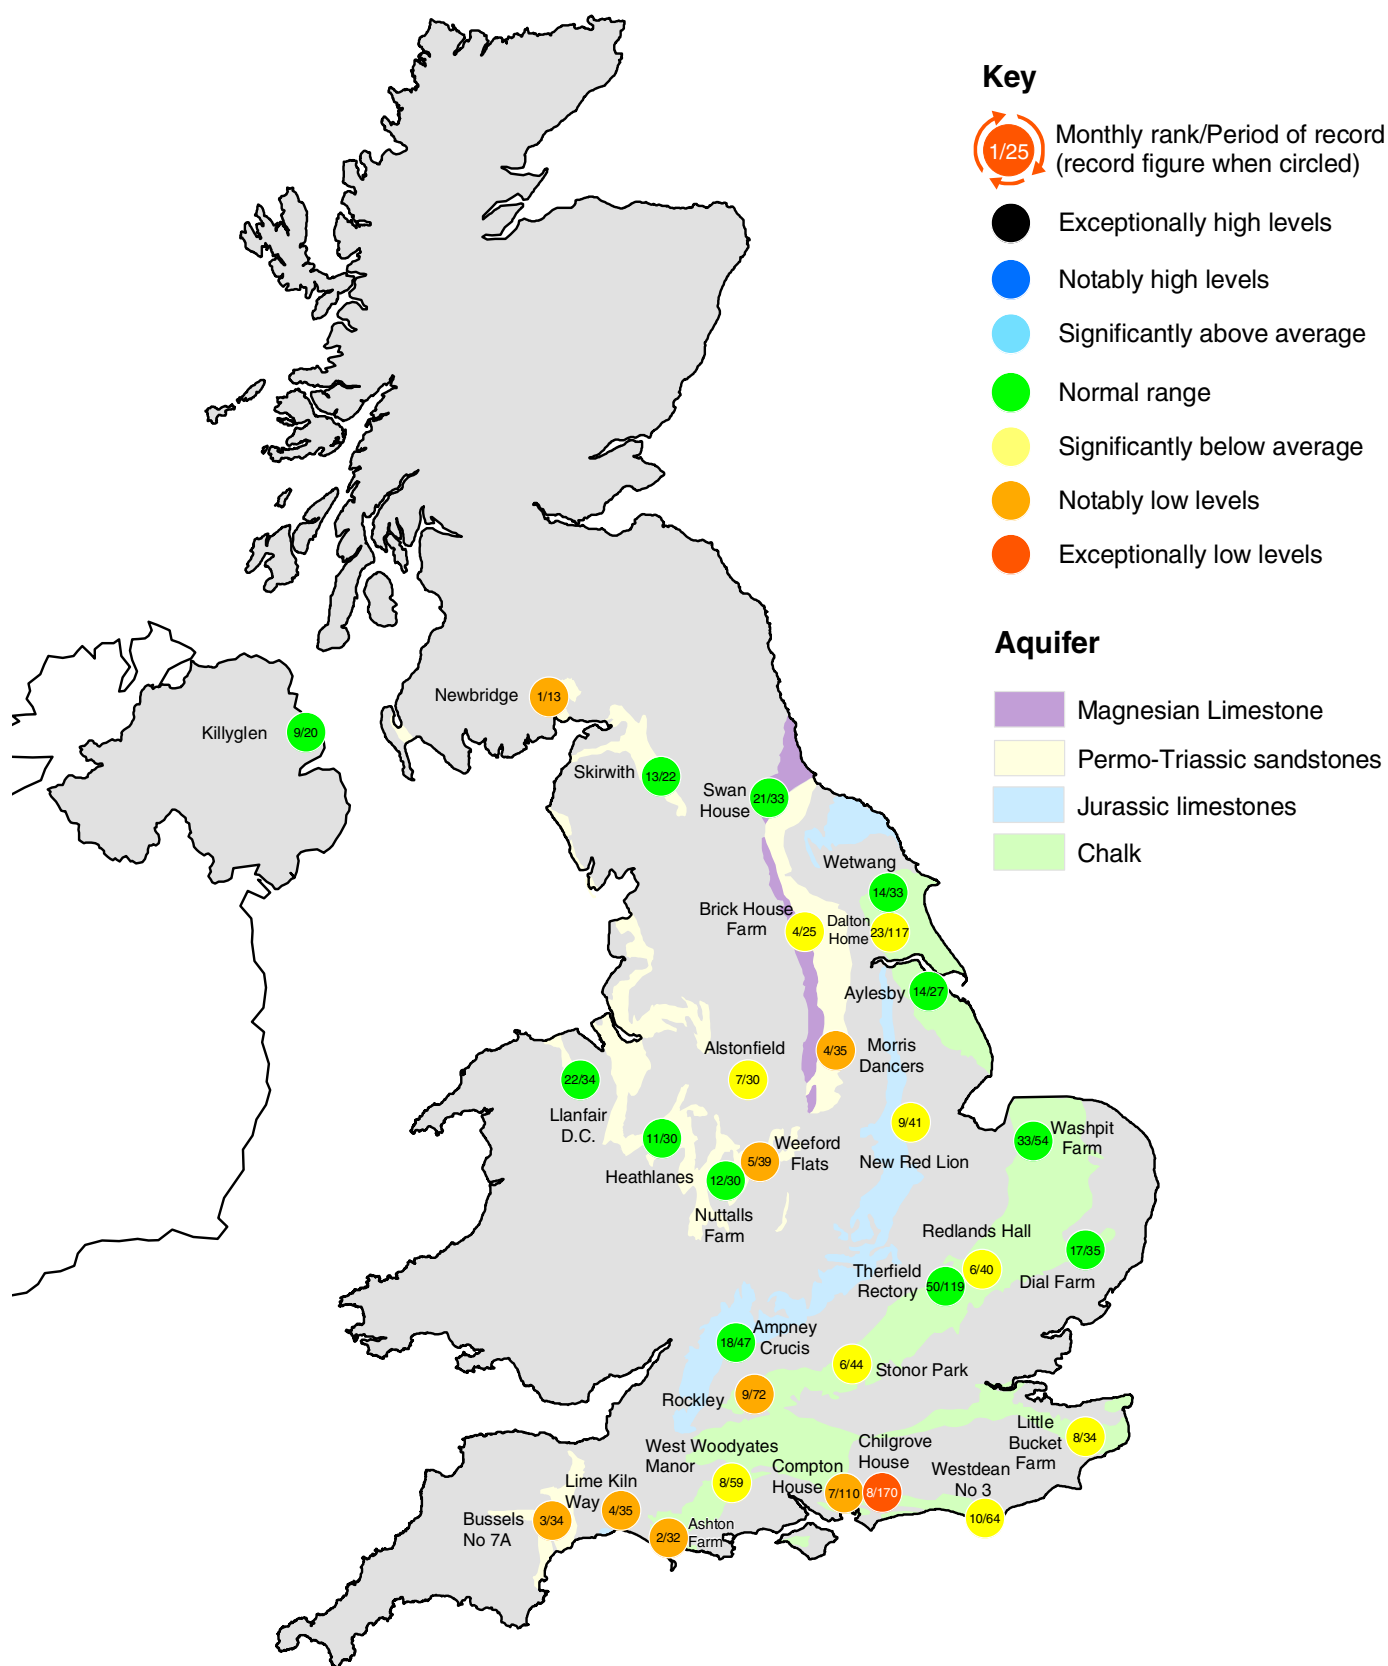 Key
1/25
Monthly rank/Period of record
(record figure when circled)
Exceptionally high levels
Notably high levels
Significantly above average
Normal range
Significantly below average
Notably low levels
Exceptionally low levels
Aquifer
Magnesian Limestone
Permo-Triassic sandstones
Jurassic limestones
Chalk
Newbridge
1/13
Killyglen
9/20
Skirwith
13/22
Swan
House
21/33
Wetwang
14/33
Brick House
Farm
4/25
Dalton
Home
23/117
Aylesby
14/27
Morris
Dancers
4/35
Alstonfield
7/30
22/34
Llanfair
D.C.
11/30
Heathlanes
Weeford
Flats
5/39
12/30
Nuttalls
Farm
9/41
New Red Lion
33/54
Washpit
Farm
Redlands Hall
6/40
Therfield
Rectory
50/119
17/35
Dial Farm
Ampney
Crucis
18/47
6/44
Stonor Park
Rockley
9/72
Little
Bucket
Farm
8/34
West Woodyates
Manor
8/59
Compton
House
7/110
Chilgrove
House
8/170
Westdean
No 3
10/64
Lime Kiln
Way
4/35
Bussels
No 7A
3/34
Ashton
Farm
2/32